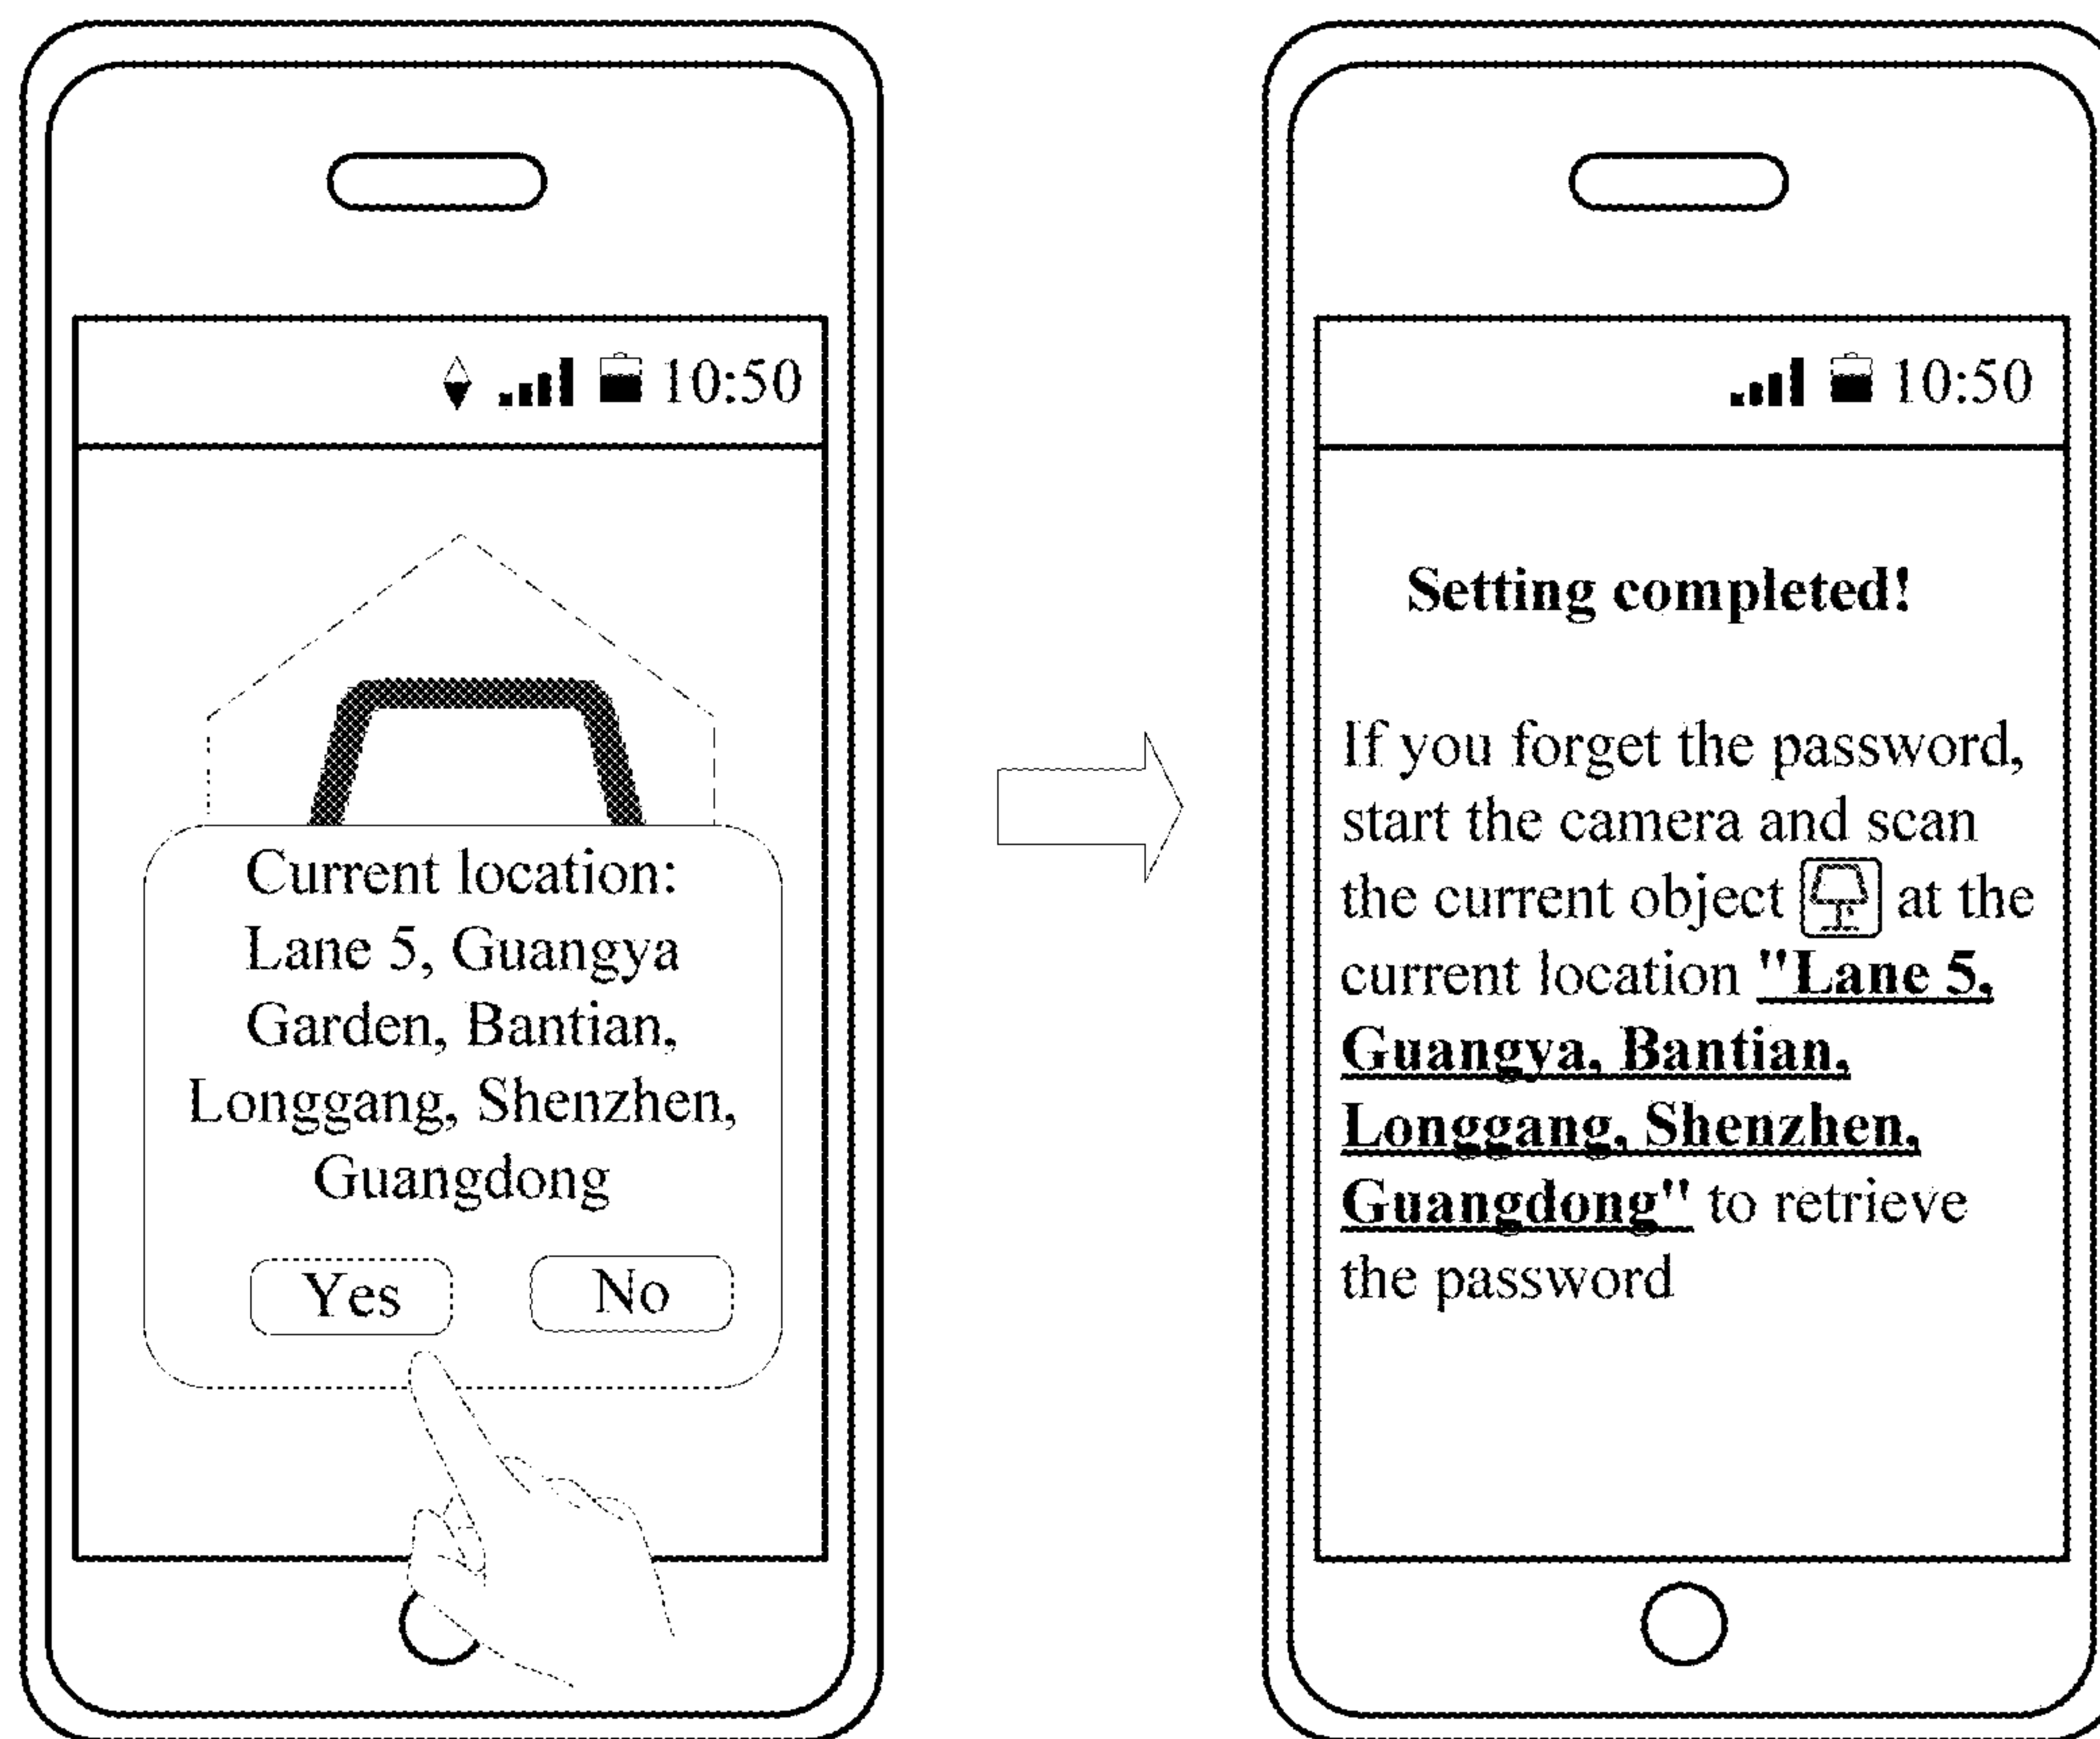 10:50
Current location:
Lane 5, Guangya
Garden, Bantian,
Longgang, Shenzhen,
Guangdong
Yes
No
10:50
Setting completed!
If you forget the password,
start the camera and scan
the current object at the
current location "Lane 5,
Guangya, Bantian,
Longgang, Shenzhen,
Guangdong" to retrieve
the password